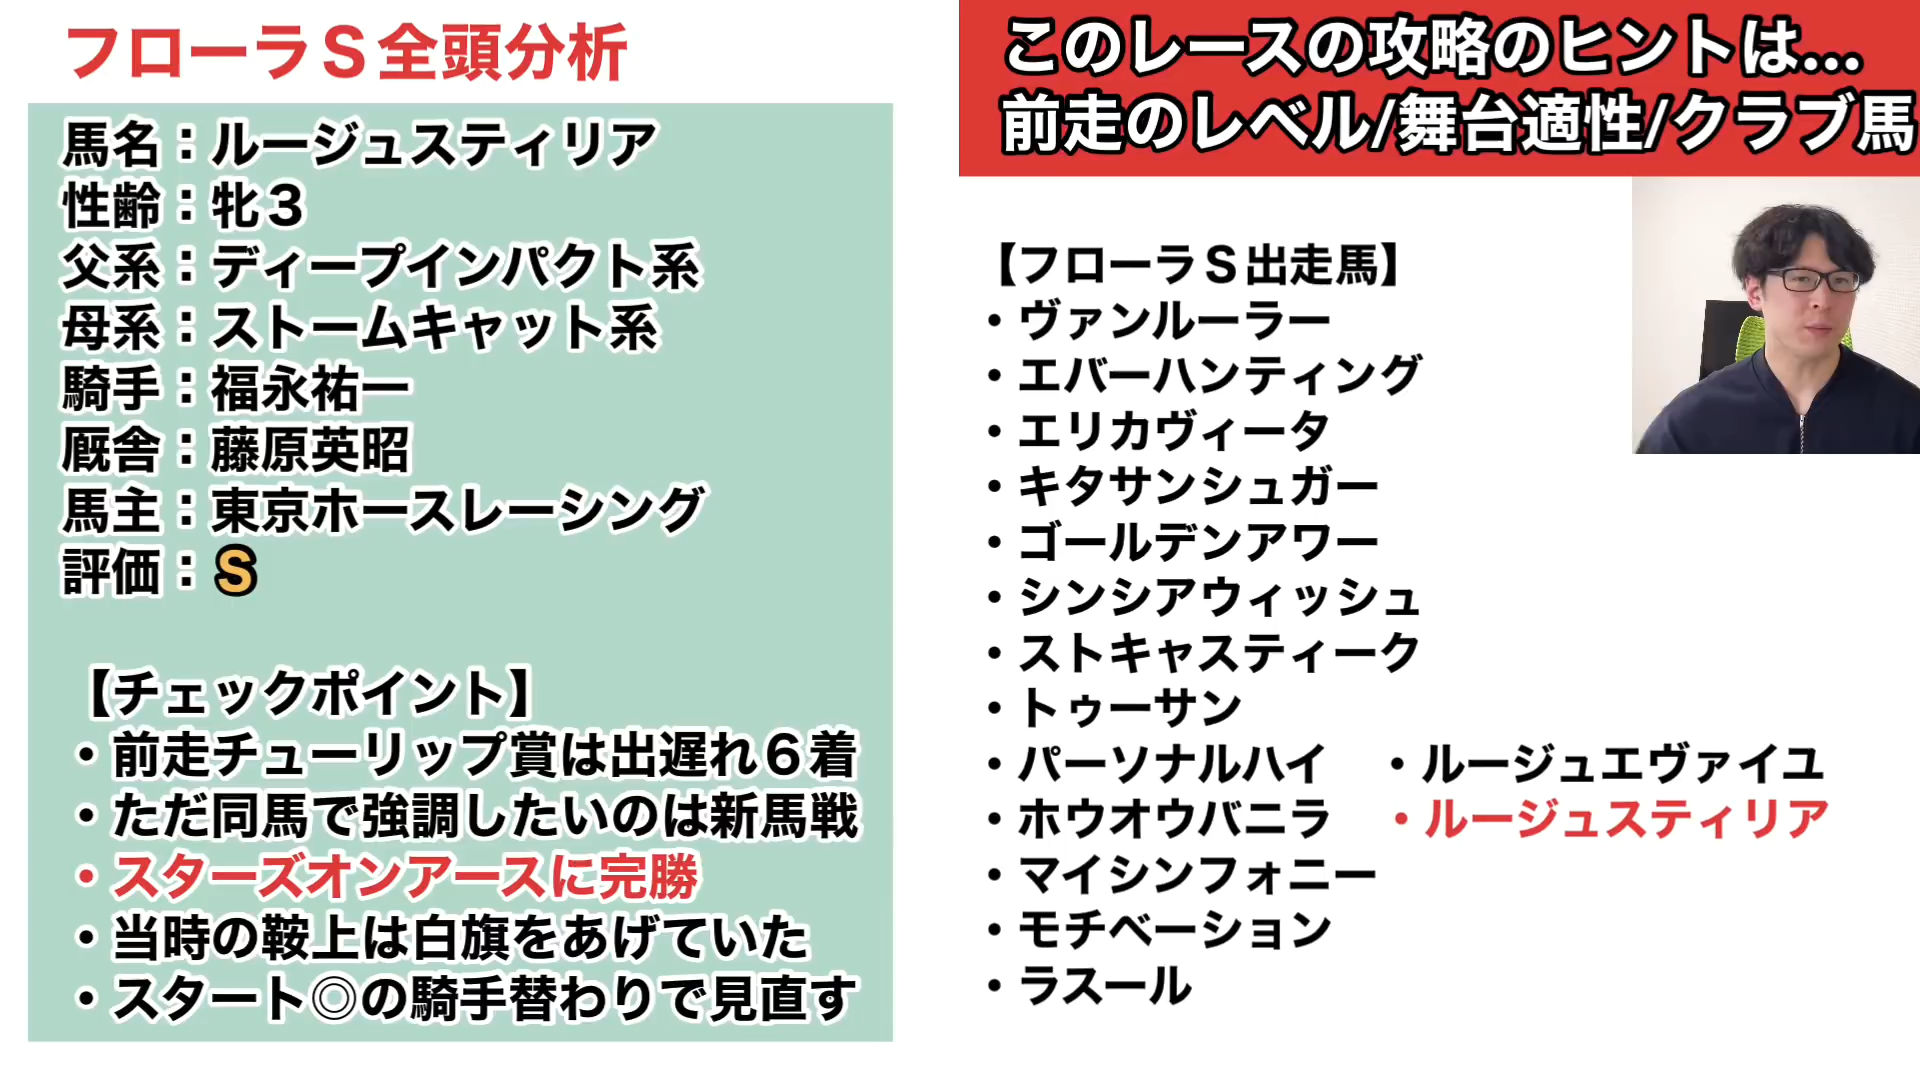 フローラS全頭分析
馬名：ルージュスティリア
性齢：牝3
父系：ディープインパクト系
母系：ストームキャット系
騎手：福永祐一
厩舎：藤原英昭
馬主：東京ホースレーシング
評価：S
【チェックポイント】
・前走チューリップ賞は出遅れ6着
・ただ同馬で強調したいのは新馬戦
・スターズオンアースに完勝
・当時の鞍上は白旗をあげていた
・スタート◎の騎手替わりで見直す
このレースの攻略のヒントは...
前走のレベル/舞台適性/クラブ馬
【フローラS出走馬】
・ヴァンルーラー
・エバーハンティング
・エリカヴィータ
・キタサンシュガー
・ゴールデンアワー
・シンシアウィッシュ
・ストキャスティーク
・トゥーサン
・パーソナルハイ
・ホウオウバニラ
・マイシンフォニー
・モチベーション
・ラスール
・ルージュエヴァイユ
・ルージュスティリア